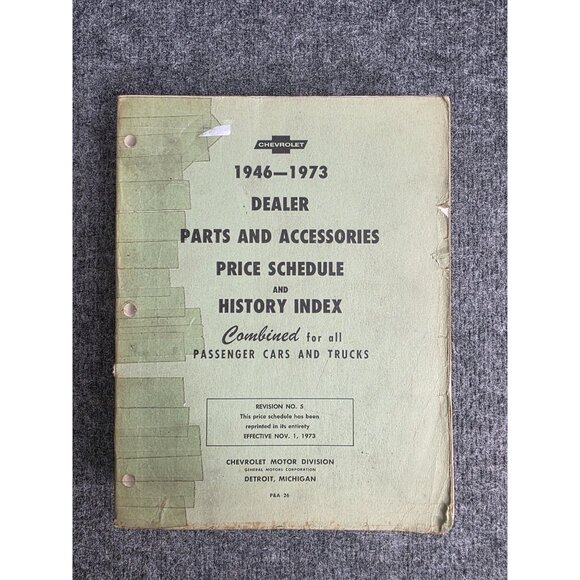 CHEVROLET
1946—1973
DEALER
PARTS AND ACCESSORIES
PRICE SCHEDULE
AND
HISTORY INDEX
Combined for all
PASSENGER CARS AND TRUCKS
REVISION NO. 5
This price schedule has been
reprinted in its entirety
EFFECTIVE NOV. 1, 1973
CHEVROLET MOTOR DIVISION
GENERAL MOTORS CORPORATION
DETROIT, MICHIGAN
P&A 26